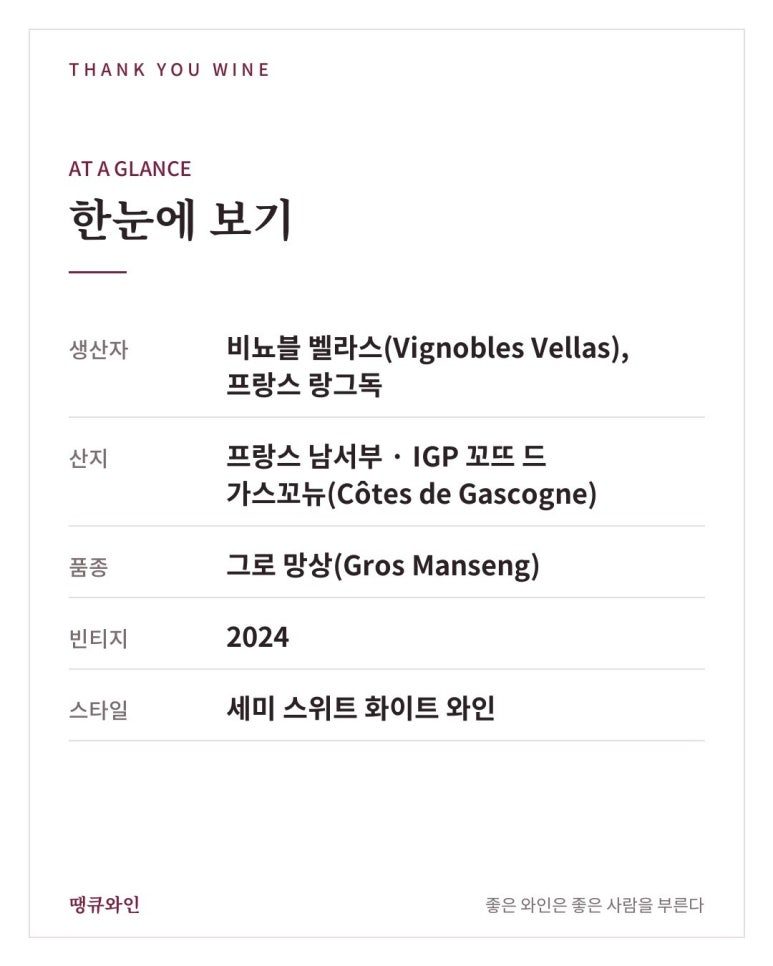 THANK YOU WINE
AT A GLANCE
한눈에 보기
생산자
비뇨블 벨라스(Vignobles Vellas),
프랑스 랑그독
산지
프랑스 남서부 · IGP 꼬뜨 드
가스꼬뉴(Côtes de Gascogne)
품종
그로 망상(Gros Manseng)
빈티지
2024
스타일
세미 스위트 화이트 와인
땡큐와인
좋은 와인은 좋은 사람을 부른다